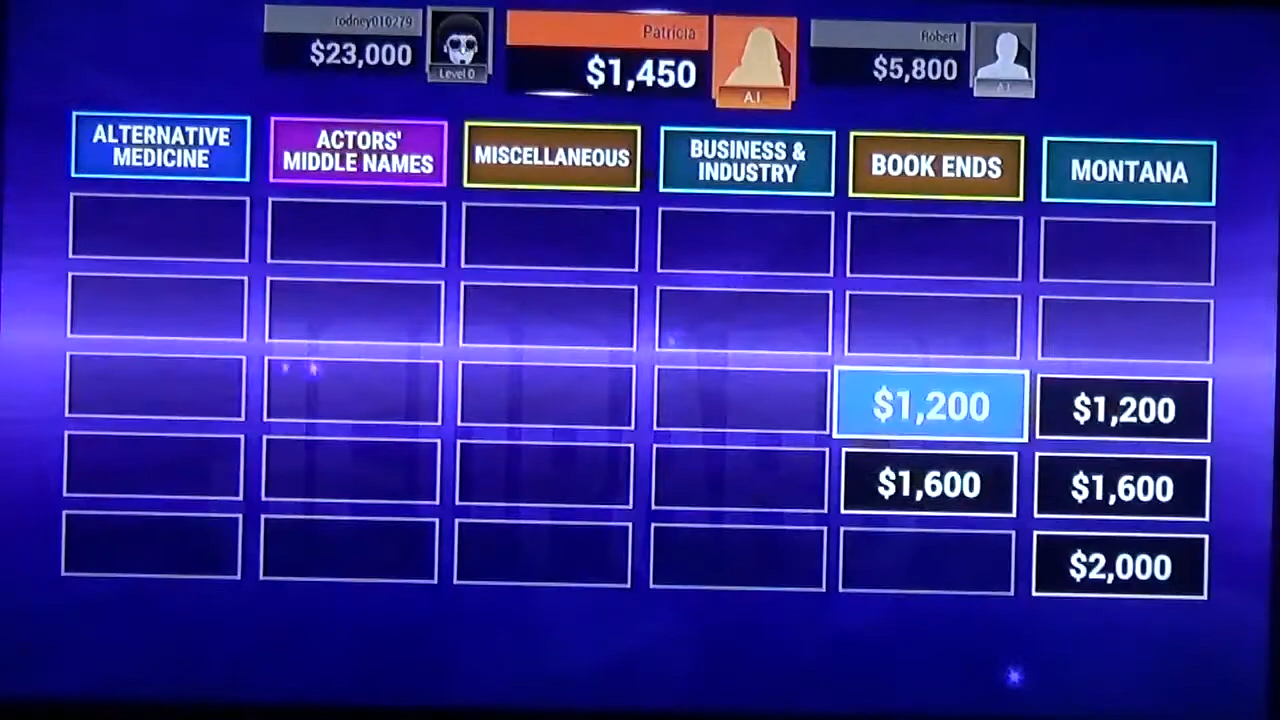 rodney010279
$23,000
Level 0
Patricia
$1,450
A.I
Robert
$5,800
A.I
ALTERNATIVE
MEDICINE
ACTORS'
MIDDLE NAMES
MISCELLANEOUS
BUSINESS &
INDUSTRY
BOOK ENDS
MONTANA
$1,200
$1,200
$1,600
$1,600
$2,000